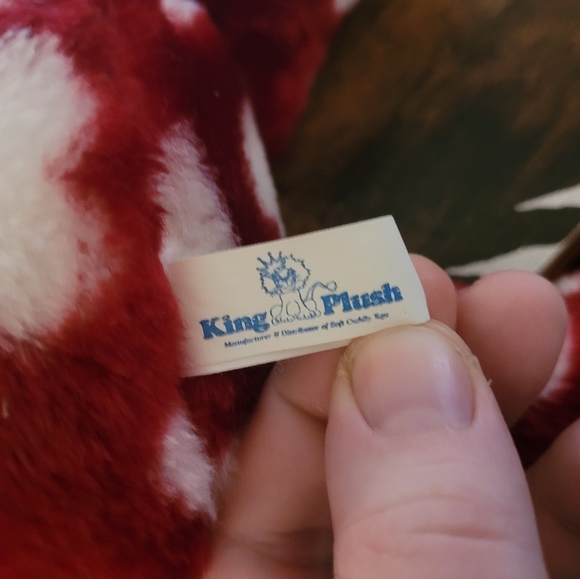 King Plush
Manufacturer & Distributor of Soft Cuddly Toys